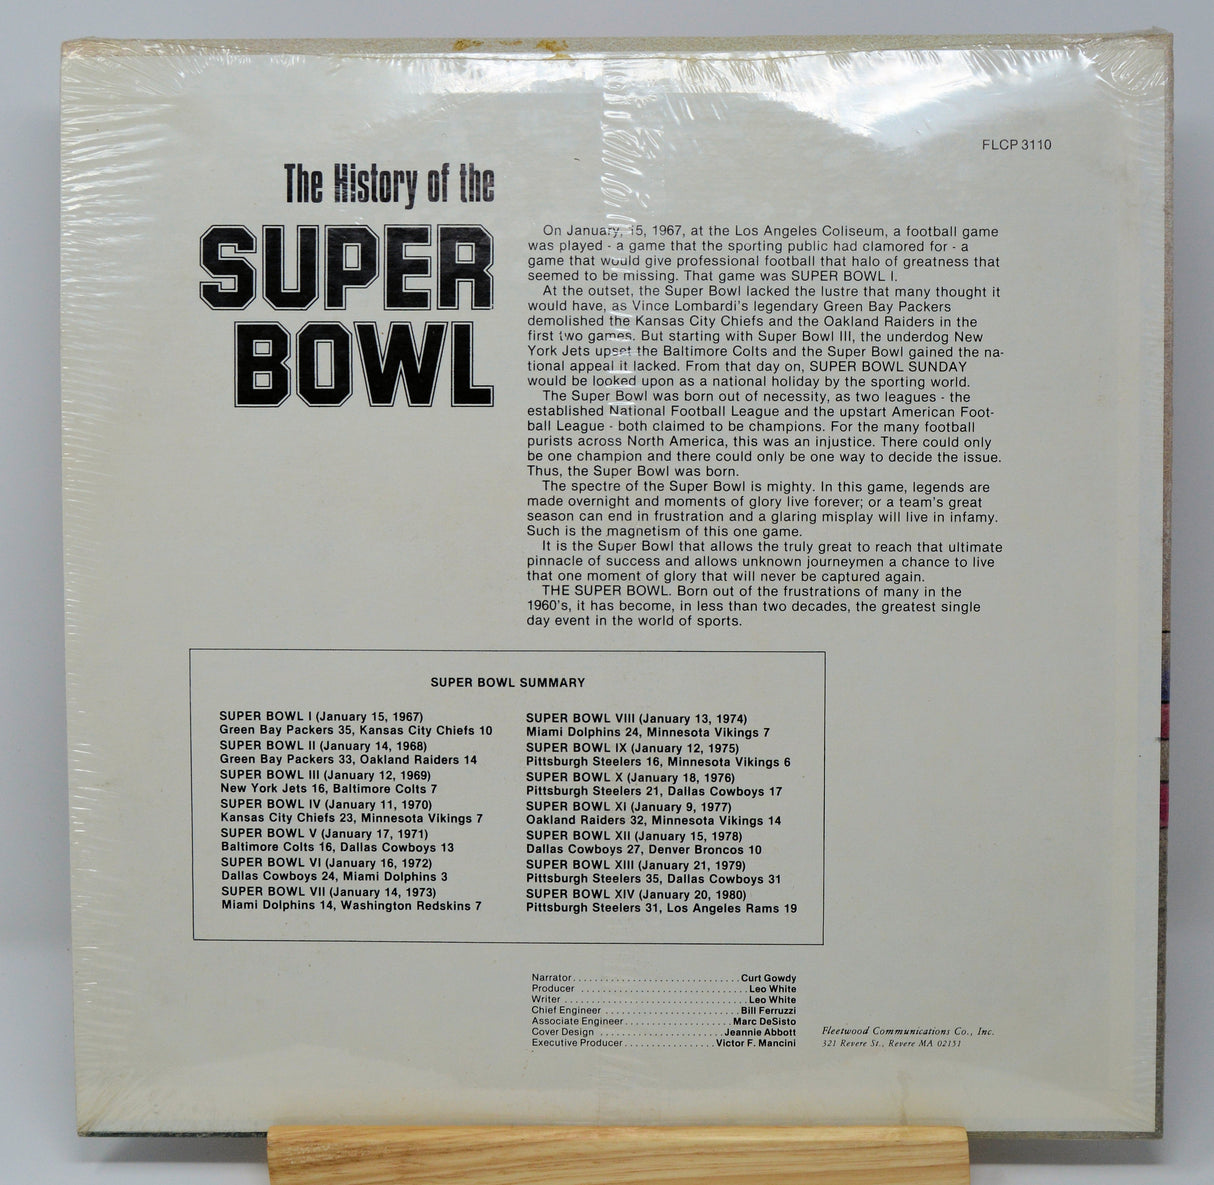 FLCP 3110
The History of the
SUPER
BOWL
On January, 15, 1967, at the Los Angeles Coliseum, a football game
was played - a game that the sporting public had clamored for - a
game that would give professional football that halo of greatness that
seemed to be missing. That game was SUPER BOWL I.
At the outset, the Super Bowl lacked the lustre that many thought it
would have, as Vince Lombardi's legendary Green Bay Packers
demolished the Kansas City Chiefs and the Oakland Raiders in the
first two games. But starting with Super Bowl III, the underdog New
York Jets upset the Baltimore Colts and the Super Bowl gained the na-
tional appeal it lacked. From that day on, SUPER BOWL SUNDAY
would be looked upon as a national holiday by the sporting world.
The Super Bowl was born out of necessity, as two leagues - the
established National Football League and the upstart American Foot-
ball League - both claimed to be champions. For the many football
purists across North America, this was an injustice. There could only
be one champion and there could only be one way to decide the issue.
Thus, the Super Bowl was born.
The spectre of the Super Bowl is mighty. In this game, legends are
made overnight and moments of glory live forever; or a team's great
season can end in frustration and a glaring misplay will live in infamy.
Such is the magnetism of this one game.
It is the Super Bowl that allows the truly great to reach that ultimate
pinnacle of success and allows unknown journeymen a chance to live
that one moment of glory that will never be captured again.
THE SUPER BOWL. Born out of the frustrations of many in the
1960's, it has become, in less than two decades, the greatest single
day event in the world of sports.
SUPER BOWL SUMMARY
SUPER BOWL I (January 15, 1967)
Green Bay Packers 35, Kansas City Chiefs 10
SUPER BOWL II (January 14, 1968)
Green Bay Packers 33, Oakland Raiders 14
SUPER BOWL III (January 12, 1969)
New York Jets 16, Baltimore Colts 7
SUPER BOWL IV (January 11, 1970)
Kansas City Chiefs 23, Minnesota Vikings 7
SUPER BOWL V (January 17, 1971)
Baltimore Colts 16, Dallas Cowboys 13
SUPER BOWL VI (January 16, 1972)
Dallas Cowboys 24, Miami Dolphins 3
SUPER BOWL VII (January 14, 1973)
Miami Dolphins 14, Washington Redskins 7
SUPER BOWL VIII (January 13, 1974)
Miami Dolphins 24, Minnesota Vikings 7
SUPER BOWL IX (January 12, 1975)
Pittsburgh Steelers 16, Minnesota Vikings 6
SUPER BOWL X (January 18, 1976)
Pittsburgh Steelers 21, Dallas Cowboys 17
SUPER BOWL XI (January 9, 1977)
Oakland Raiders 32, Minnesota Vikings 14
SUPER BOWL XII (January 15, 1978)
Dallas Cowboys 27, Denver Broncos 10
SUPER BOWL XIII (January 21, 1979)
Pittsburgh Steelers 35, Dallas Cowboys 31
SUPER BOWL XIV (January 20, 1980)
Pittsburgh Steelers 31, Los Angeles Rams 19
Narrator.............................Curt Gowdy
Producer .............................Leo White
Writer ................................Leo White
Chief Engineer ........................Bill Ferruzzi
Associate Engineer...................Marc DeSisto
Cover Design ......................Jeannie Abbott
Executive Producer................Victor F. Mancini
Fleetwood Communications Co., Inc.
321 Revere St., Revere MA 02151